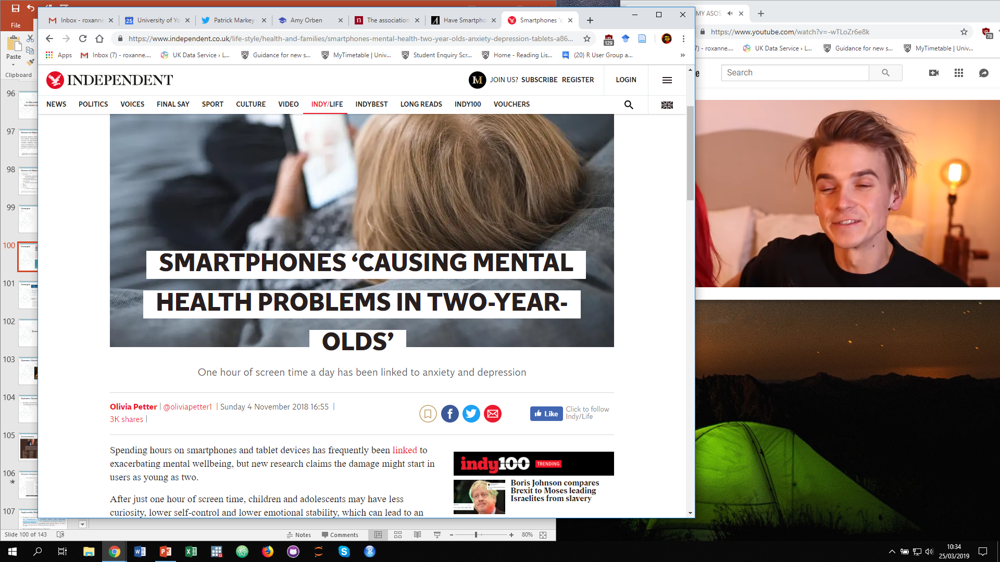 File
Paste
Clipboard
96
97
98
99
100
101
102
103
104
105
106
107
Inbox - roxanne
University of Yo
Patrick Markey
Amy Orben
The association
Have Smartpho
Smartphones 'c
https://www.independent.co.uk/life-style/health-and-families/smartphones-mental-health-two-year-olds-anxiety-depression-tablets-a86...
129
Apps
Inbox (7) - roxanne....
UK Data Service › L...
Guidance for new s...
MyTimetable | Univ...
Student Enquiry Scr...
Home - Reading Lis...
(20) R User Group a...
»
INDEPENDENT
M JOIN US? SUBSCRIBE REGISTER
LOGIN
NEWS POLITICS VOICES FINAL SAY SPORT CULTURE VIDEO INDY/LIFE INDYBEST LONG READS INDY100 VOUCHERS
SMARTPHONES ‘CAUSING MENTAL
HEALTH PROBLEMS IN TWO-YEAR-
OLDS’
One hour of screen time a day has been linked to anxiety and depression
Olivia Petter | @oliviapetter1 | Sunday 4 November 2018 16:55 |
3K shares |
Like
Click to follow
Indy/Life
Spending hours on smartphones and tablet devices has frequently been linked to
exacerbating mental wellbeing, but new research claims the damage might start in
users as young as two.
After just one hour of screen time, children and adolescents may have less
curiosity, lower self-control and lower emotional stability, which can lead to an
indy100 TRENDING
Boris Johnson compares
Brexit to Moses leading
Israelites from slavery
MY ASOS
https://www.youtube.com/watch?v=-wTLoZr6e8k
78
7) - roxanne....
UK Data Service › L...
Guidance for new s...
MyTimetable | Univ...
Search
Slide 100 of 143
Notes
Comments
80%
10:34
25/03/2019